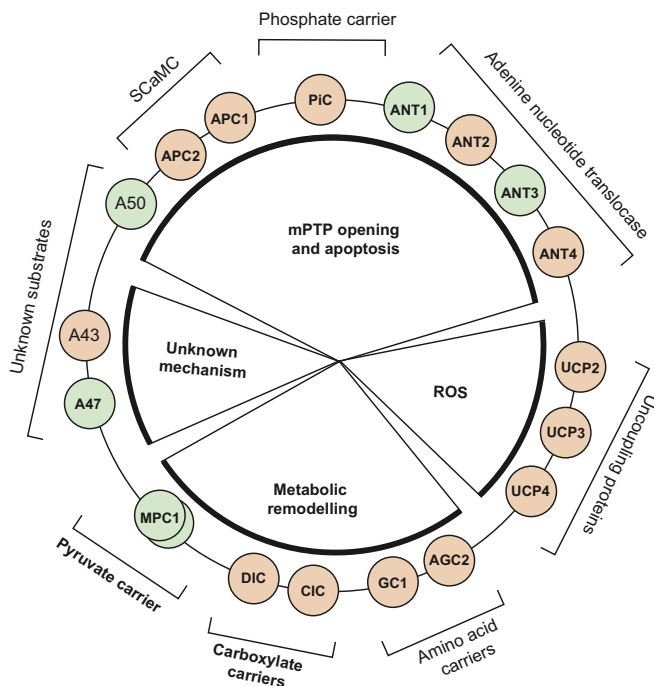 Phosphate carrier
SCaMC
Adenine nucleotide translocase
Unknown substrates
PiC
ANT1
APC1
ANT2
APC2
ANT3
A50
ANT4
mPTP opening
and apoptosis
A43
Unknown
mechanism
A47
ROS
UCP2
UCP3
UCP4
Uncoupling proteins
Metabolic
remodelling
MPC1
Pyruvate carrier
DIC
CIC
GC1
AGC2
Carboxylate
carriers
Amino acid
carriers